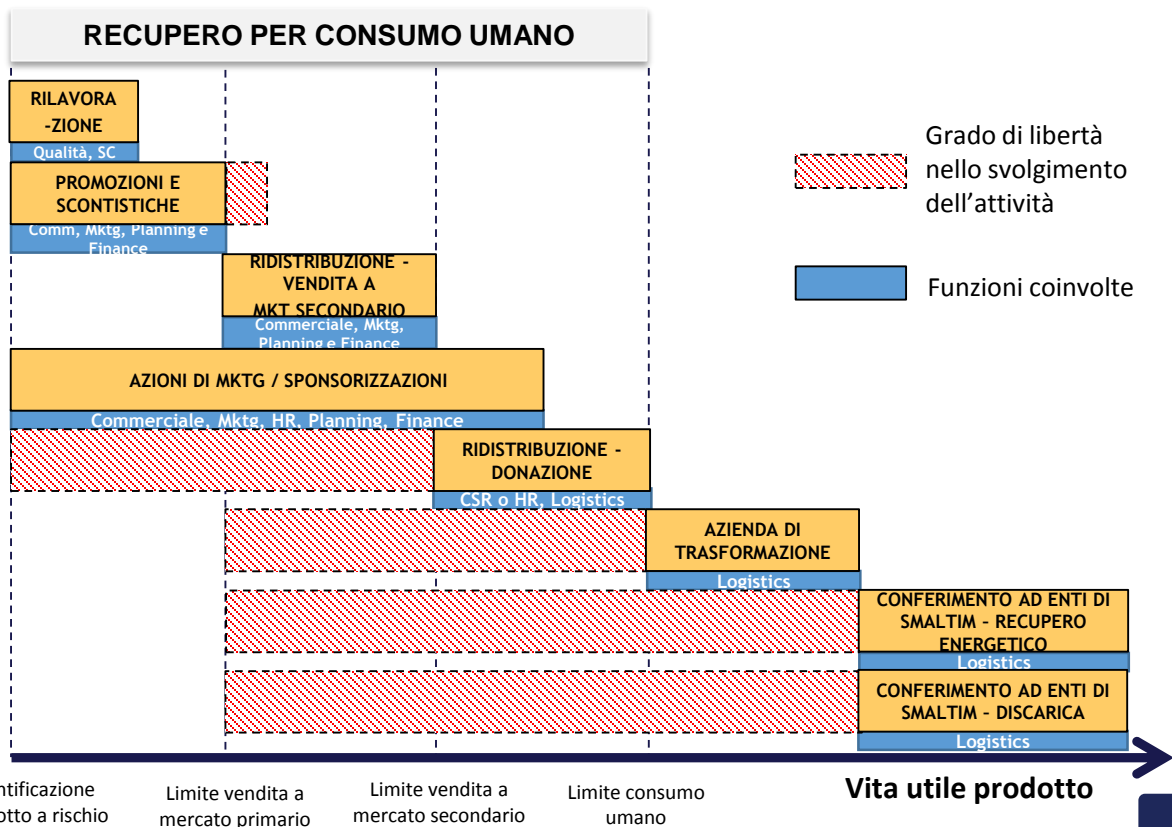 RECUPERO PER CONSUMO UMANO
RILAVORA
-ZIONE
Qualità, SC
PROMOZIONI E
SCONTISTICHE
Comm, Mktg, Planning e
Finance
RIDISTRIBUZIONE -
VENDITA A
MKT SECONDARIO
Commerciale, Mktg,
Planning e Finance
AZIONI DI MKTG / SPONSORIZZAZIONI
Commerciale, Mktg, HR, Planning, Finance
RIDISTRIBUZIONE -
DONAZIONE
CSR o HR, Logistics
AZIENDA DI
TRASFORMAZIONE
Logistics
CONFERIMENTO AD ENTI DI
SMALTIM – RECUPERO
ENERGETICO
Logistics
CONFERIMENTO AD ENTI DI
SMALTIM – DISCARICA
Logistics
Grado di libertà
nello svolgimento
dell’attività
Funzioni coinvolte
ntificazione
otto a rischio
Limite vendita a
mercato primario
Limite vendita a
mercato secondario
Limite consumo
umano
Vita utile prodotto